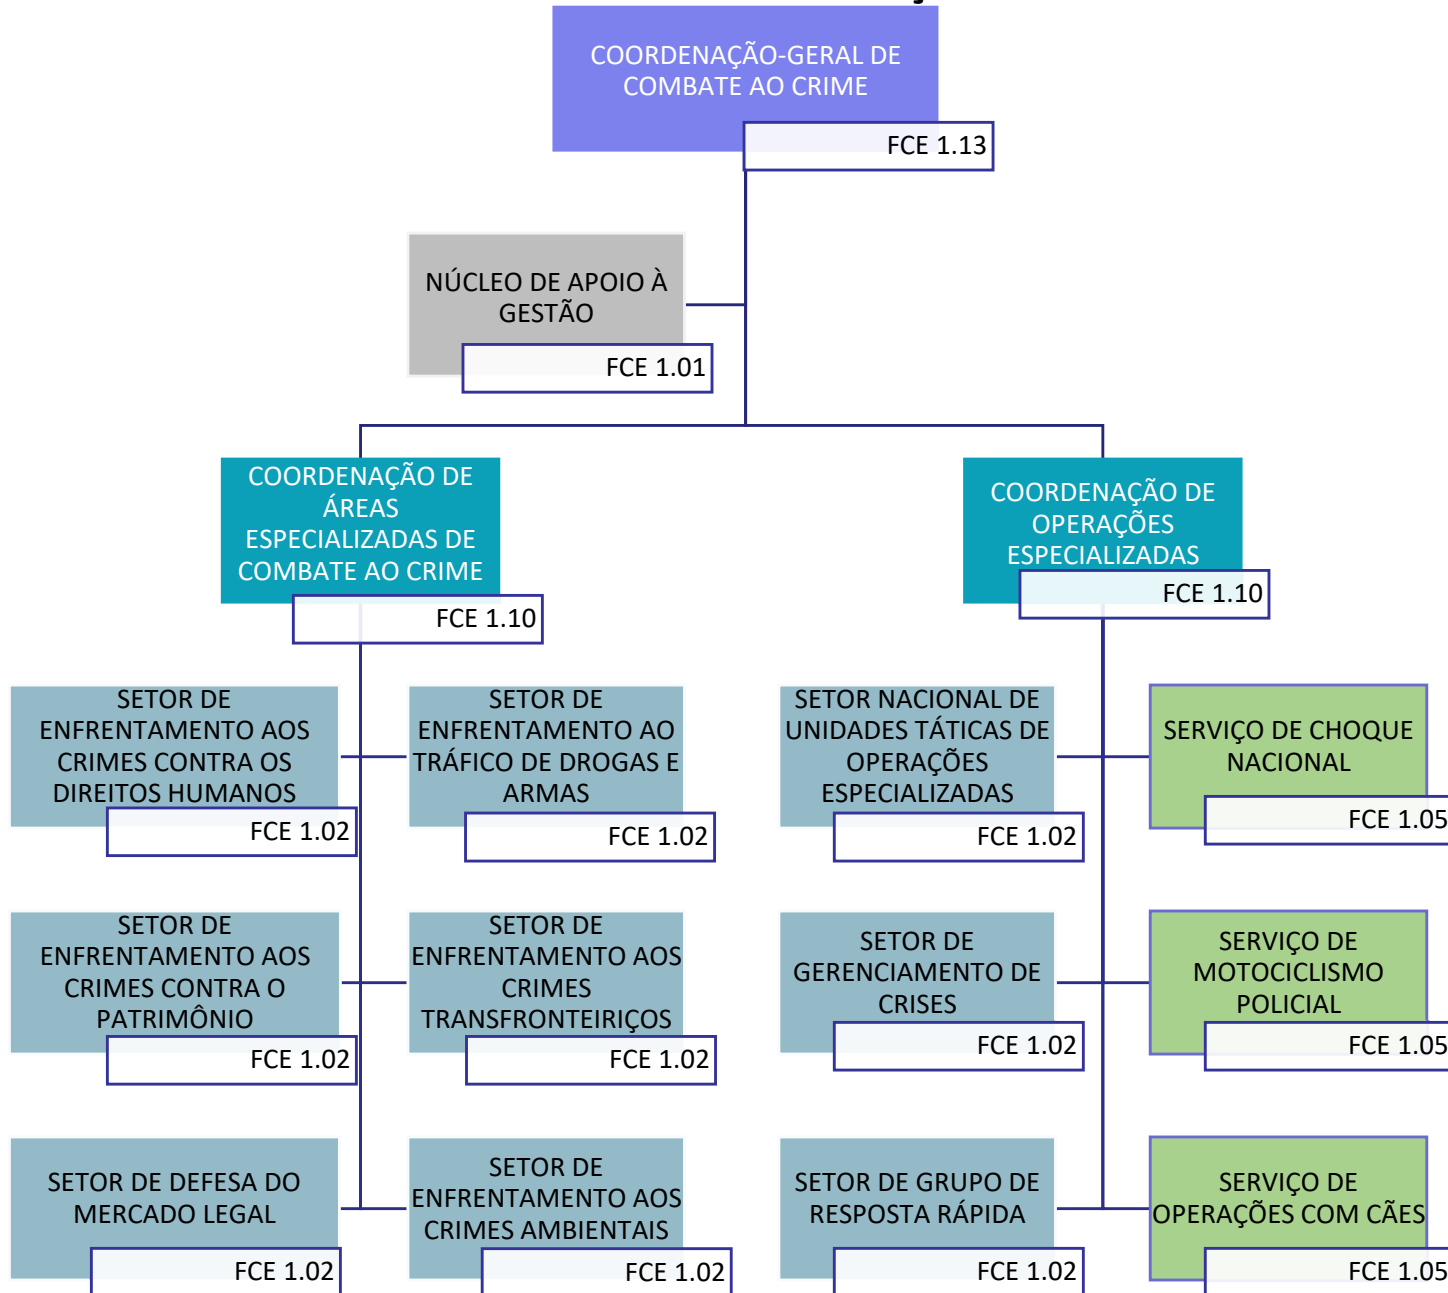 COORDENAÇÃO-GERAL DE
COMBATE AO CRIME
FCE 1.13
NÚCLEO DE APOIO À
GESTÃO
FCE 1.01
COORDENAÇÃO DE
ÁREAS
ESPECIALIZADAS DE
COMBATE AO CRIME
FCE 1.10
COORDENAÇÃO DE
OPERAÇÕES
ESPECIALIZADAS
FCE 1.10
SETOR DE
ENFRENTAMENTO AOS
CRIMES CONTRA OS
DIREITOS HUMANOS
FCE 1.02
SETOR DE
ENFRENTAMENTO AO
TRÁFICO DE DROGAS E
ARMAS
FCE 1.02
SETOR NACIONAL DE
UNIDADES TÁTICAS DE
OPERAÇÕES
ESPECIALIZADAS
FCE 1.02
SERVIÇO DE CHOQUE
NACIONAL
FCE 1.05
SETOR DE
ENFRENTAMENTO AOS
CRIMES CONTRA O
PATRIMÔNIO
FCE 1.02
SETOR DE
ENFRENTAMENTO AOS
CRIMES
TRANSFRONTEIRIÇOS
FCE 1.02
SETOR DE
GERENCIAMENTO DE
CRISES
FCE 1.02
SERVIÇO DE
MOTOCICLISMO
POLICIAL
FCE 1.05
SETOR DE DEFESA DO
MERCADO LEGAL
FCE 1.02
SETOR DE
ENFRENTAMENTO AOS
CRIMES AMBIENTAIS
FCE 1.02
SETOR DE GRUPO DE
RESPOSTA RÁPIDA
FCE 1.02
SERVIÇO DE
OPERAÇÕES COM CÃES
FCE 1.05